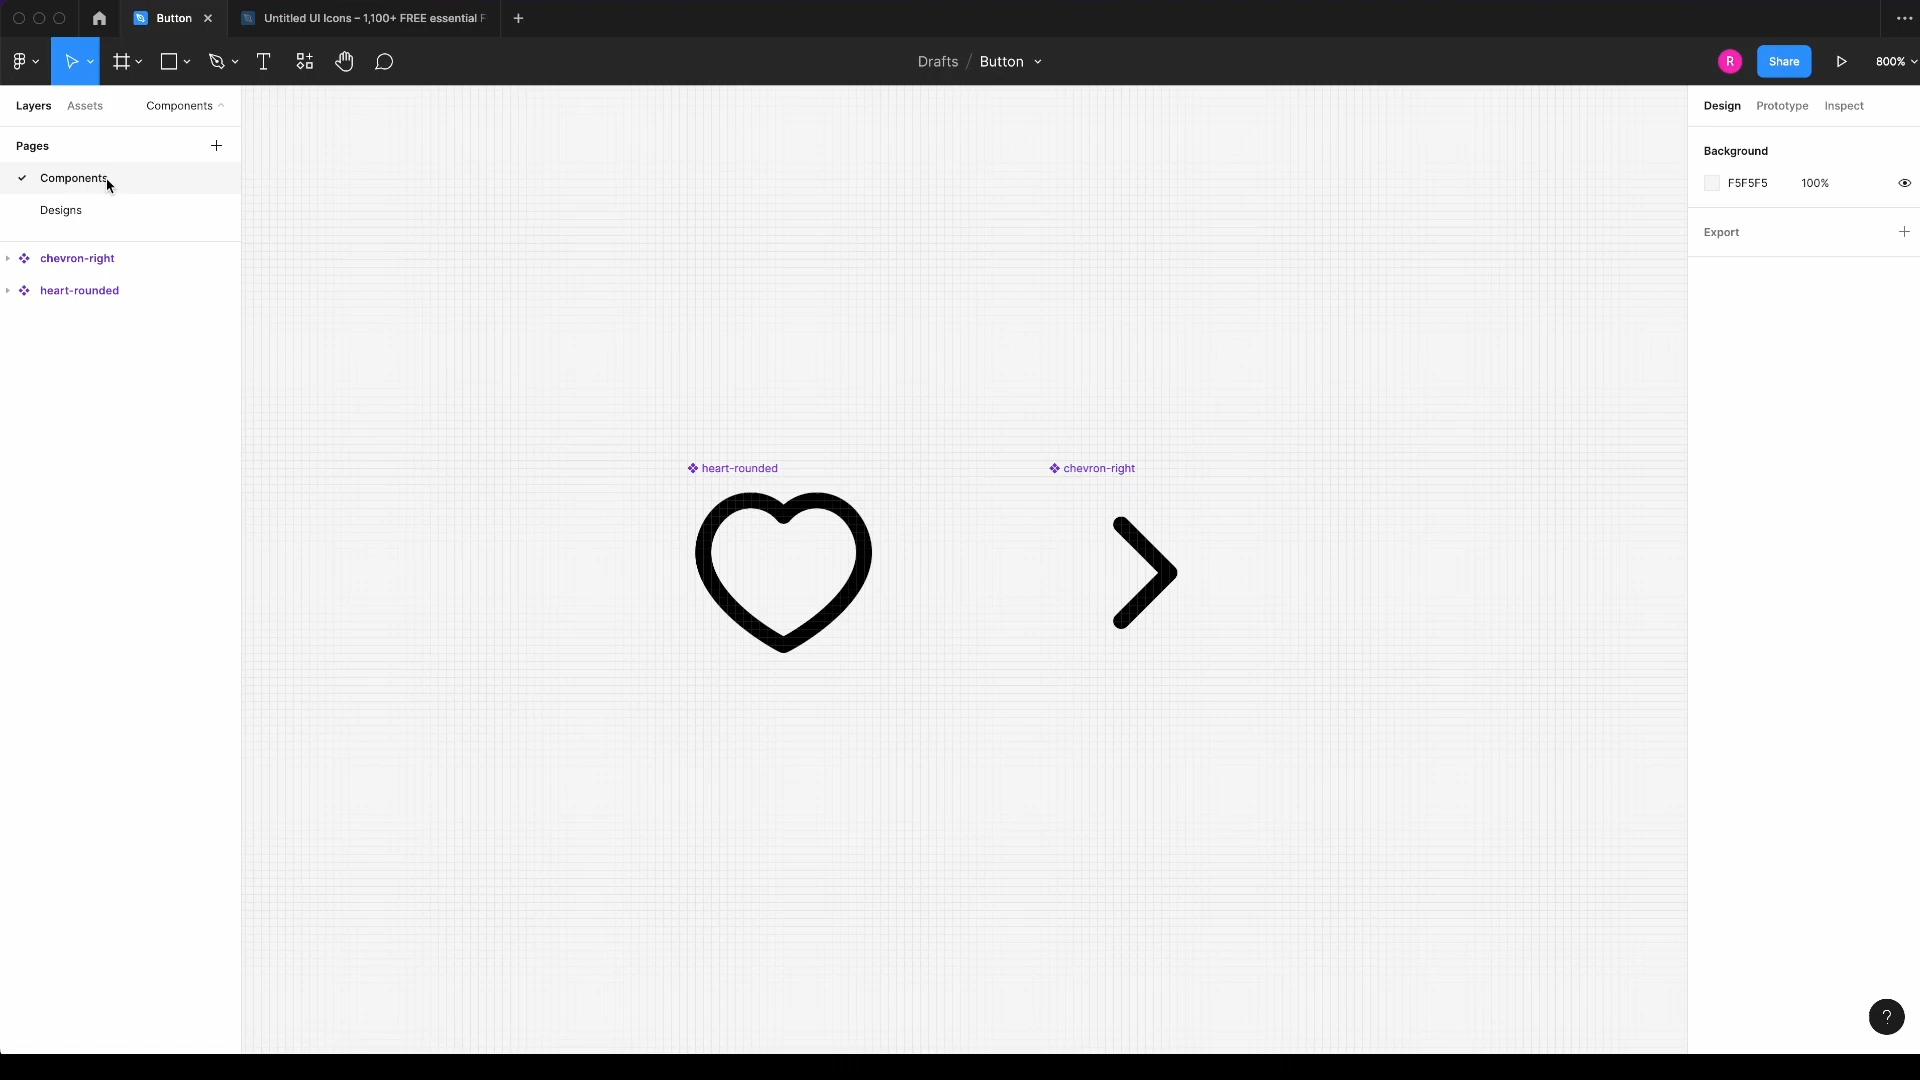 Button
Untitled UI Icons – 1,100+ FREE essential F
Drafts / Button
R
Share
800%
Layers
Assets
Components
Design
Prototype
Inspect
Pages
Background
Components
F5F5F5
100%
Designs
Export
chevron-right
heart-rounded
heart-rounded
chevron-right
?